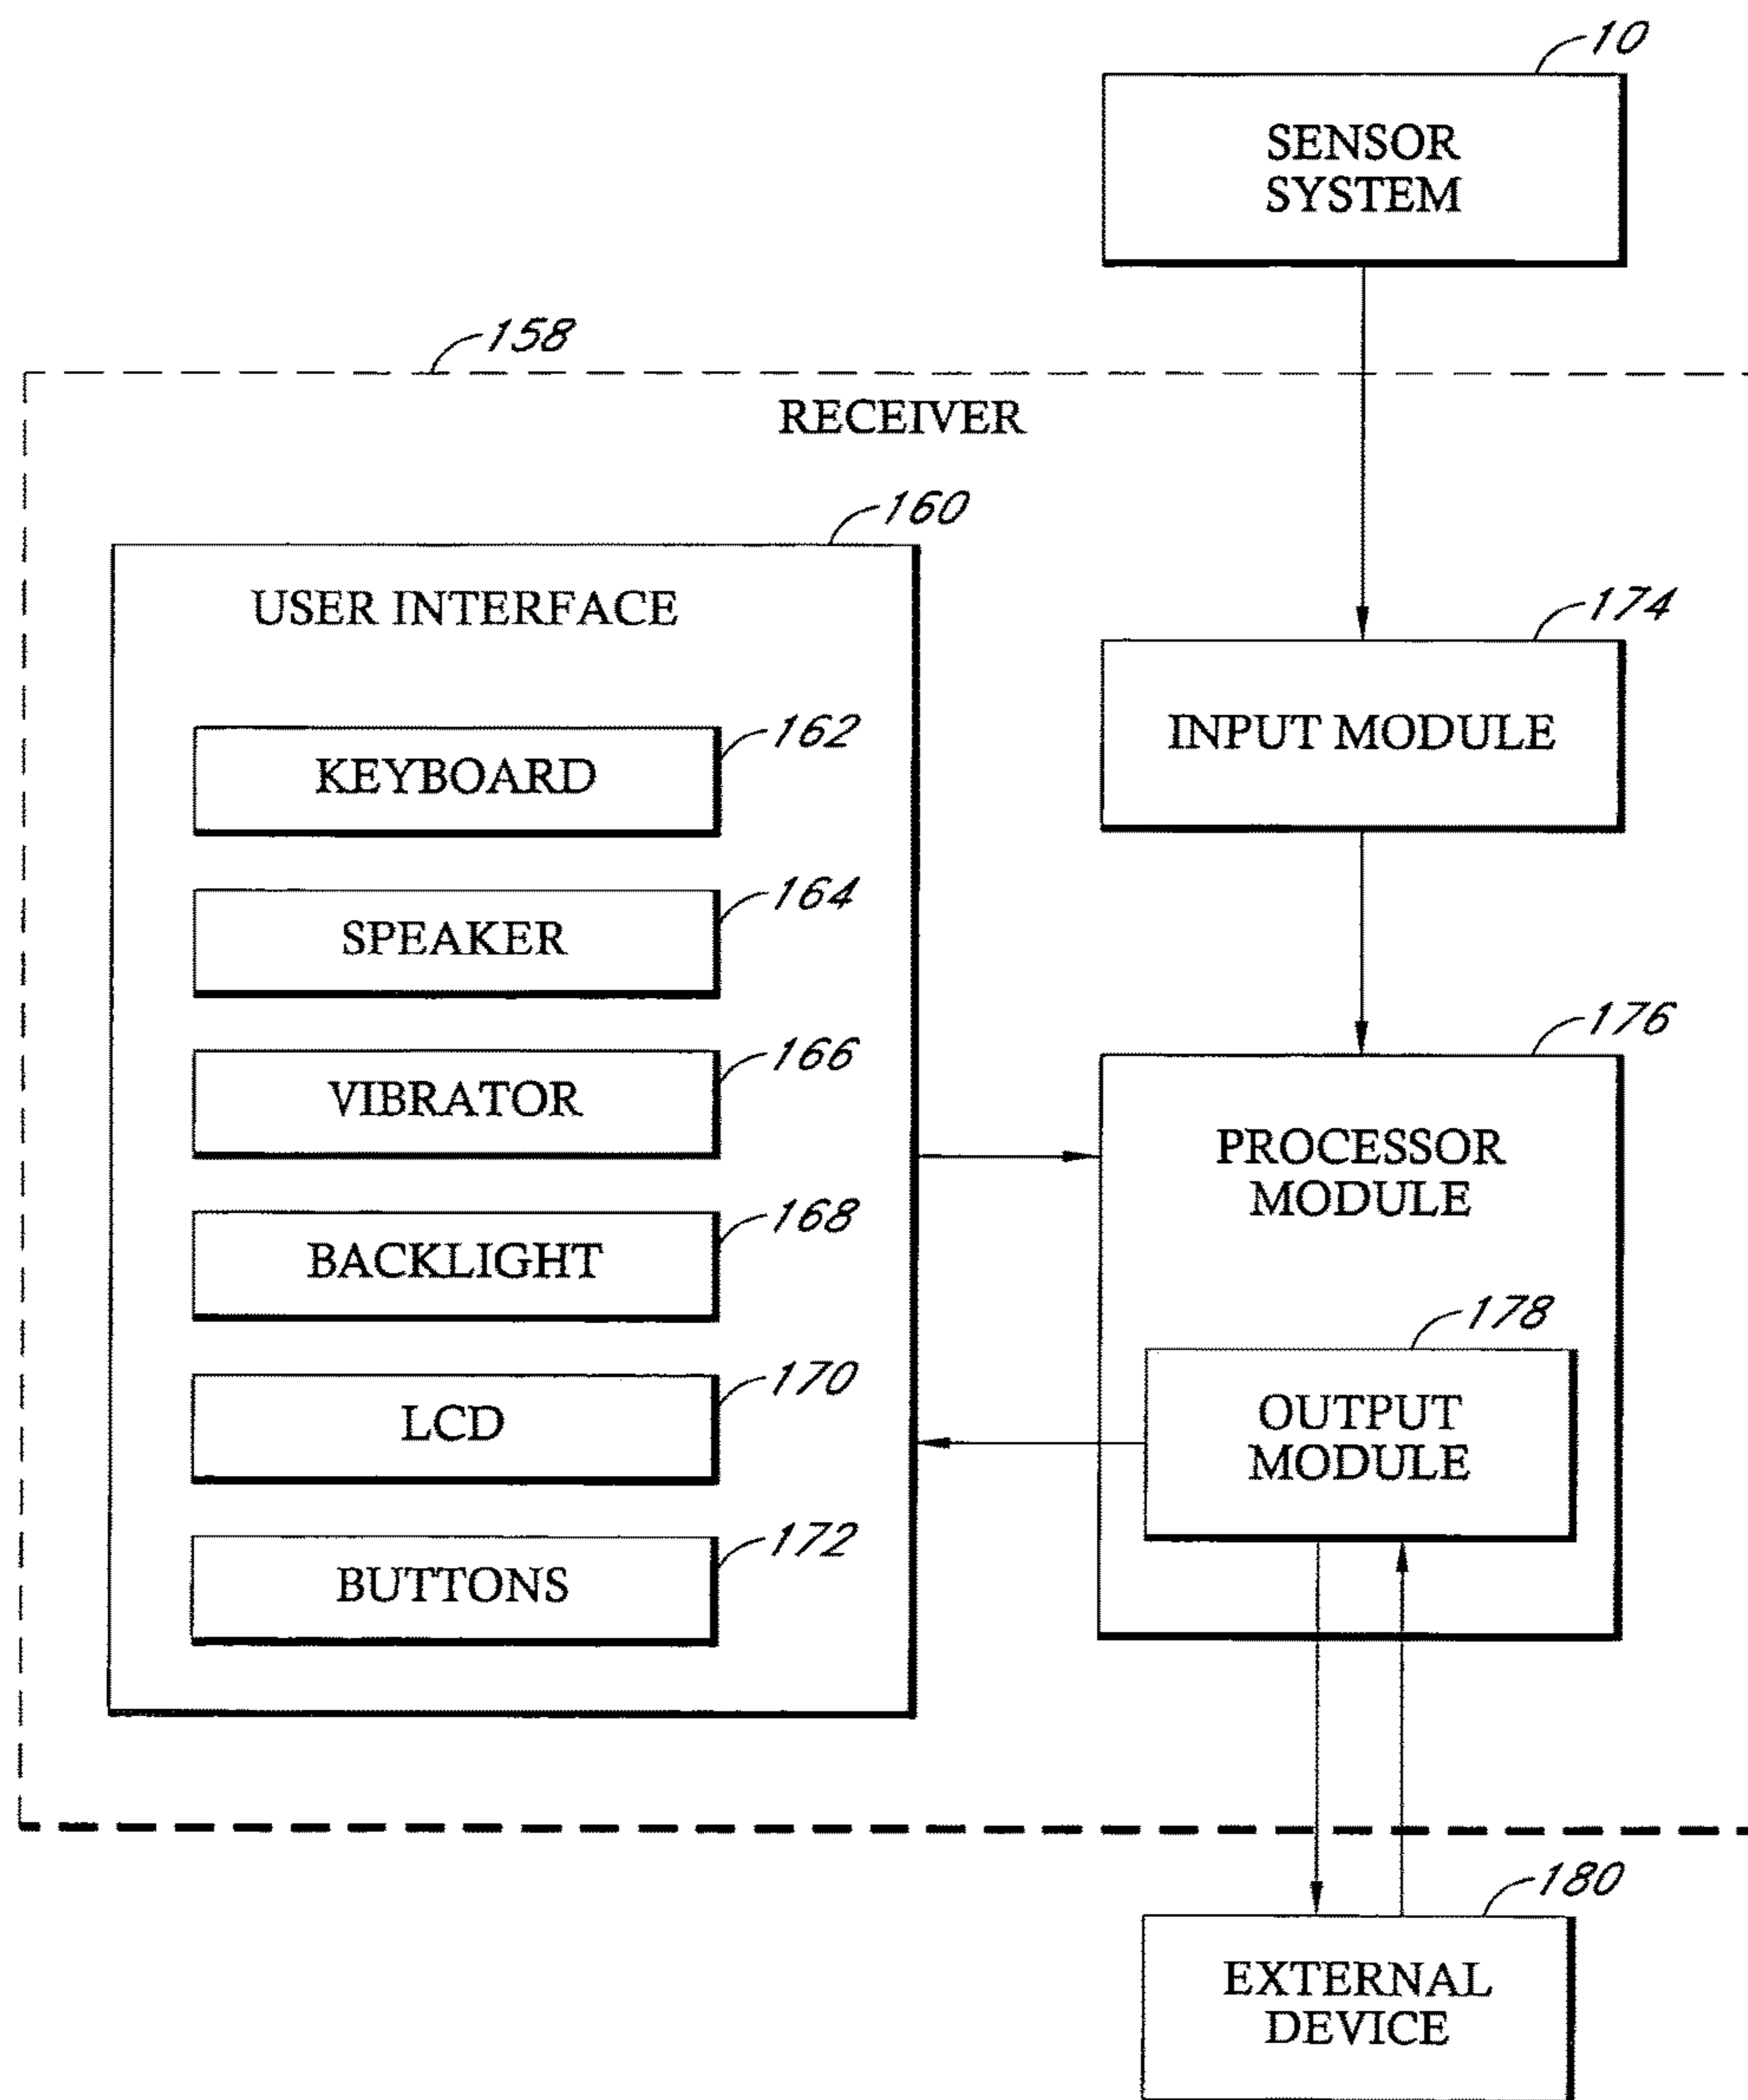 10
SENSOR
SYSTEM
158
RECEIVER
160
USER INTERFACE
174
INPUT MODULE
162
KEYBOARD
164
SPEAKER
166
VIBRATOR
176
PROCESSOR
MODULE
168
BACKLIGHT
178
OUTPUT
MODULE
170
LCD
172
BUTTONS
180
EXTERNAL
DEVICE